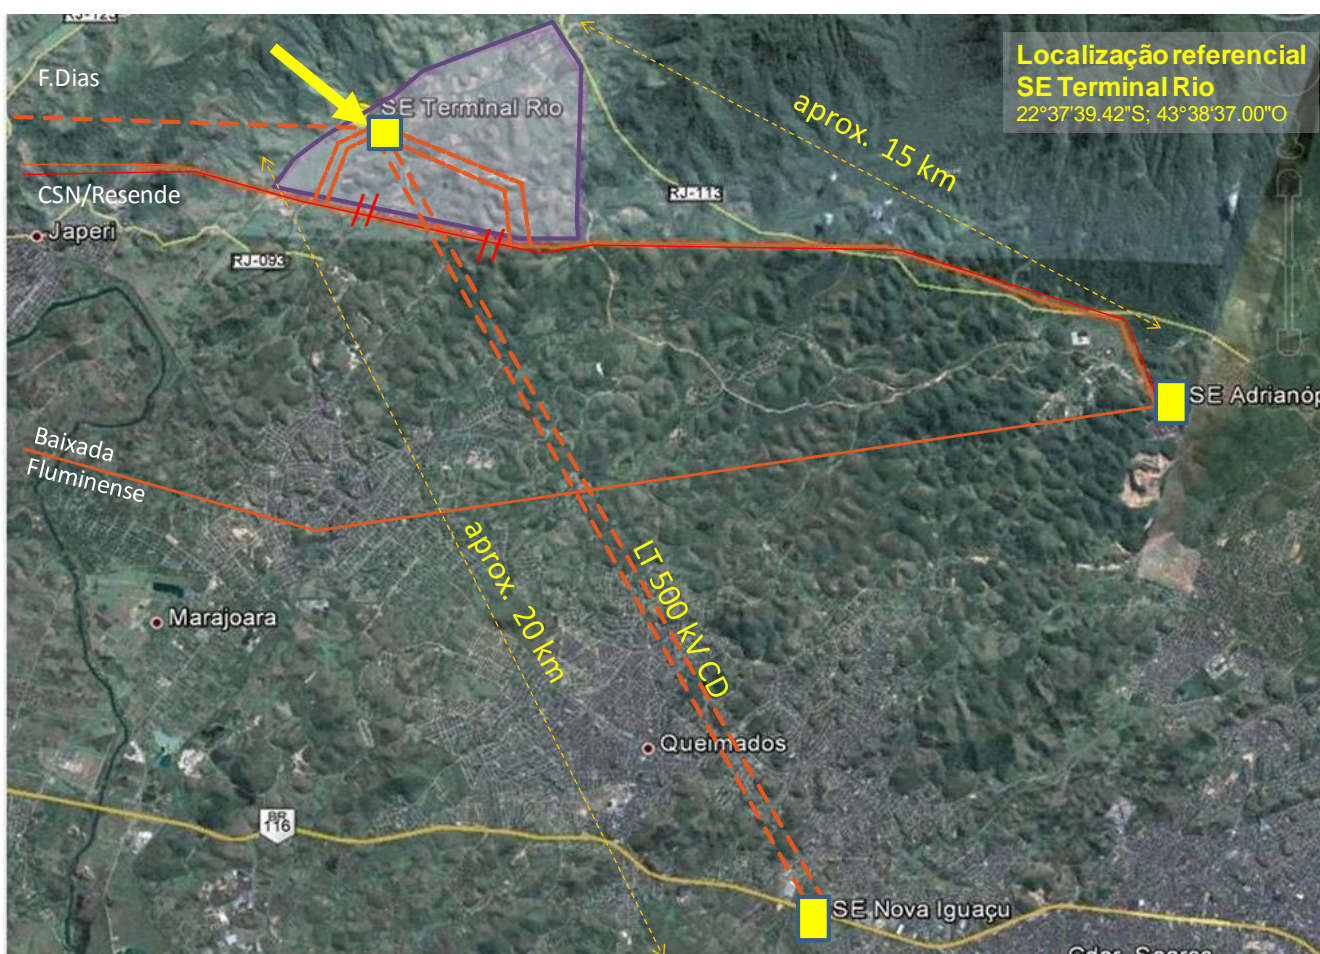 RJ-125
F.Dias
SE Terminal Rio
Localização referencial
SE Terminal Rio
22°37'39.42"S; 43°38'37.00"O
aprox. 15 km
RJ-113
CSN/Resende
Japeri
RJ-093
SE Adrianóp
Baixada
Fluminense
LT 500 kV CD
aprox. 20 km
Marajoara
Queimados
BR
116
SE Nova Iguaçu